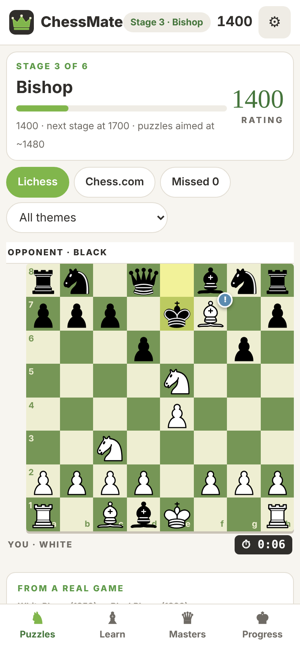 ChessMate
Stage 3 · Bishop
1400
STAGE 3 OF 6
Bishop
1400
RATING
1400 · next stage at 1700 · puzzles aimed at
~1480
Lichess
Chess.com
Missed 0
All themes
OPPONENT · BLACK
8
7
6
5
4
3
2
1
b
f
YOU · WHITE
0:06
FROM A REAL GAME
Puzzles
Learn
Masters
Progress